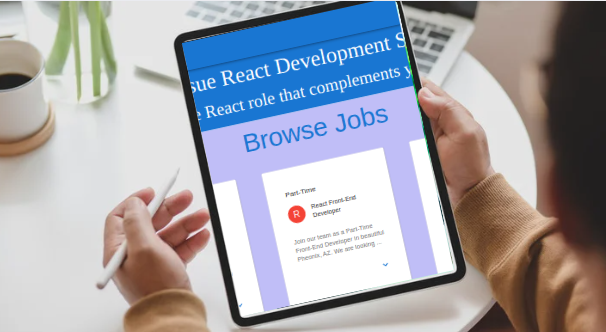 sue React Development S
e React role that complements y
Browse Jobs
Part-Time
R
React Front-End
Developer
Join our team as a Part-Time
Front-End Developer in beautiful
Pheonix, AZ. We are looking ...